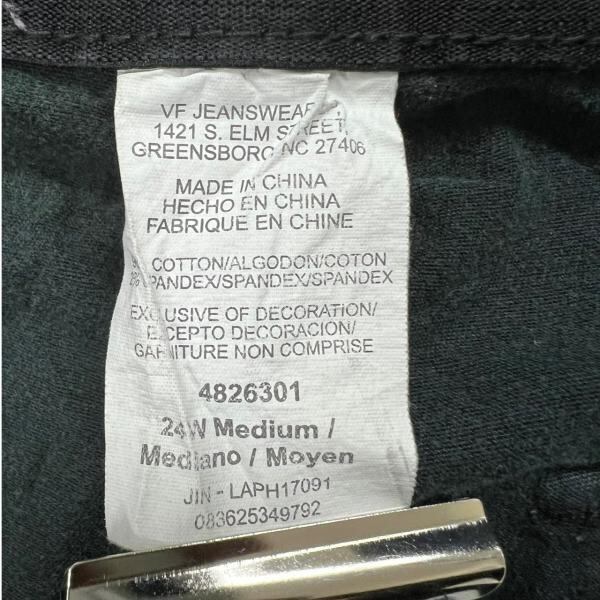 VF JEANSWEAR
1421 S. ELM STREET,
GREENSBORO NC 27406
MADE IN CHINA
HECHO EN CHINA
FABRIQUE EN CHINE
COTTON/ALGODON/COTON
SPANDEX/SPANDEX/SPANDEX
EXCLUSIVE OF DECORATION/
EXCEPTO DECORACION/
GARNITURE NON COMPRISE
4826301
24W Medium /
Mediano / Moyen
JIN - LAPH17091
083625349792